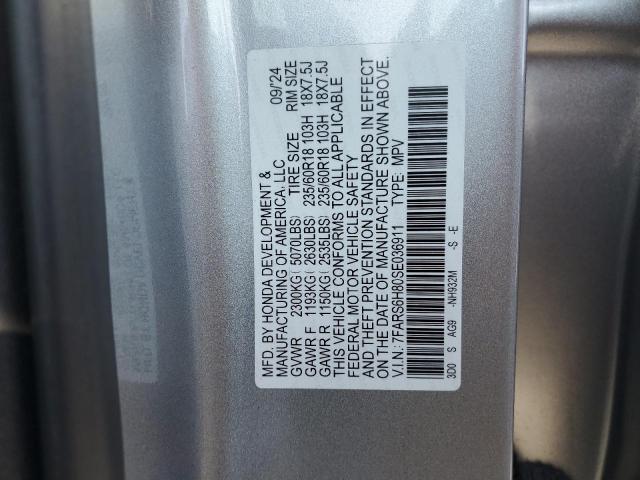 MFD. BY HONDA DEVELOPMENT & 09/24
MANUFACTURING OF AMERICA, LLC
GVWR 2300KG ( 5070LBS) TIRE SIZE RIM SIZE
GAWR F 1193KG ( 2630LBS) 235/60R18 103H 18X7.5J
GAWR R 1150KG ( 2535LBS) 235/60R18 103H 18X7.5J
THIS VEHICLE CONFORMS TO ALL APPLICABLE
FEDERAL MOTOR VEHICLE SAFETY
AND THEFT PREVENTION STANDARDS IN EFFECT
ON THE DATE OF MANUFACTURE SHOWN ABOVE.
V.I.N.: 7FARS6H80SE036911 TYPE: MPV
3D0 S AG9 -NH932M -S -E